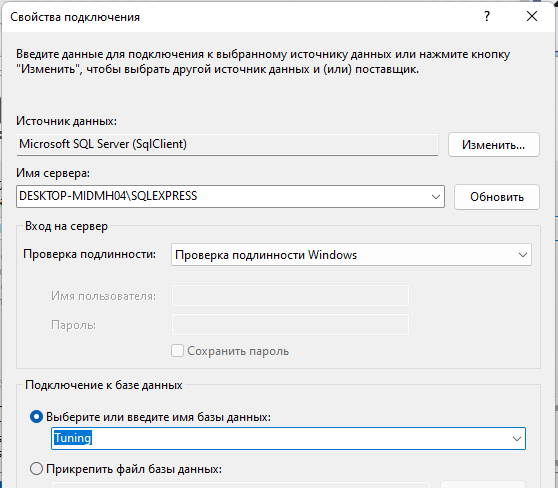 Свойства подключения
Введите данные для подключения к выбранному источнику данных или нажмите кнопку
"Изменить", чтобы выбрать другой источник данных и (или) поставщик.
Источник данных:
Microsoft SQL Server (SqlClient)
Изменить...
Имя сервера:
DESKTOP-MIDMH04\SQLEXPRESS
Обновить
Вход на сервер
Проверка подлинности:
Проверка подлинности Windows
Имя пользователя:
Пароль:
Сохранить пароль
Подключение к базе данных
Выберите или введите имя базы данных:
Tuning
Прикрепить файл базы данных: